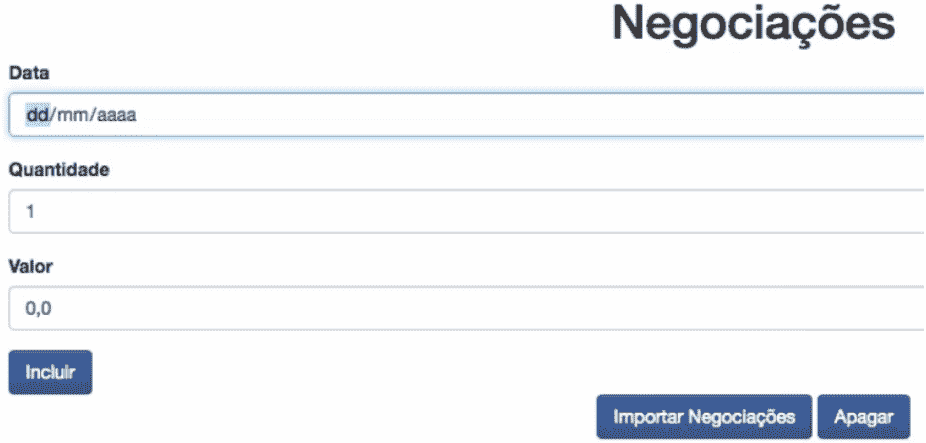 Negociações
Data
dd/mm/aaaa
Quantidade
1
Valor
0,0
Incluir
Importar Negociações Apagar